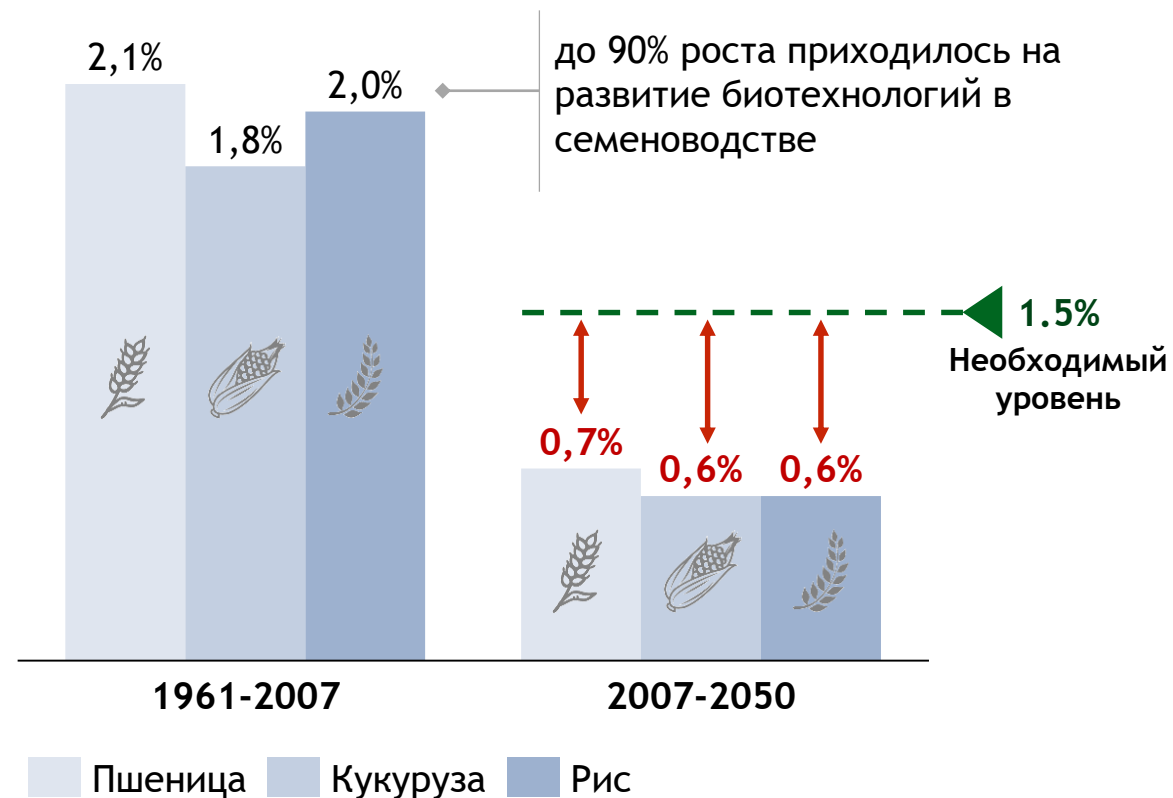 2,1%
1,8%
2,0%
до 90% роста приходилось на
развитие биотехнологий в
семеноводстве
1.5%
Необходимый
уровень
0,7%
0,6%
0,6%
1961-2007
2007-2050
Пшеница
Кукуруза
Рис